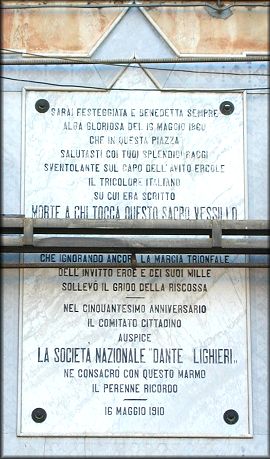 SARAI FESTEGGIATA E BENEDETTA SEMPRE
ALBA GLORIOSA DEL 16 MAGGIO 1860
CHE IN QUESTA PIAZZA
SALUTASTI COI TUOI SPLENDIDI RAGGI
SVENTOLANTE SUL CAPO DELL'AVITO ERCOLE
IL TRICOLORE ITALIANO
SU CUI ERA SCRITTO
MORTE A CHI TOCCA QUESTO SACRO VESSILLO
CHE IGNORANDO ANCOR LA MARCIA TRIONFALE
DELL'INVITTO EROE E DEI SUOI MILLE
SOLLEVÒ IL GRIDO DELLA RISCOSSA
NEL CINQUANTESIMO ANNIVERSARIO
IL COMITATO CITTADINO
AUSPICE
LA SOCIETÀ NAZIONALE "DANTE LIGHIERI„
NE CONSACRO CON QUESTO MARMO
IL PERENNE RICORDO
16 MAGGIO 1910